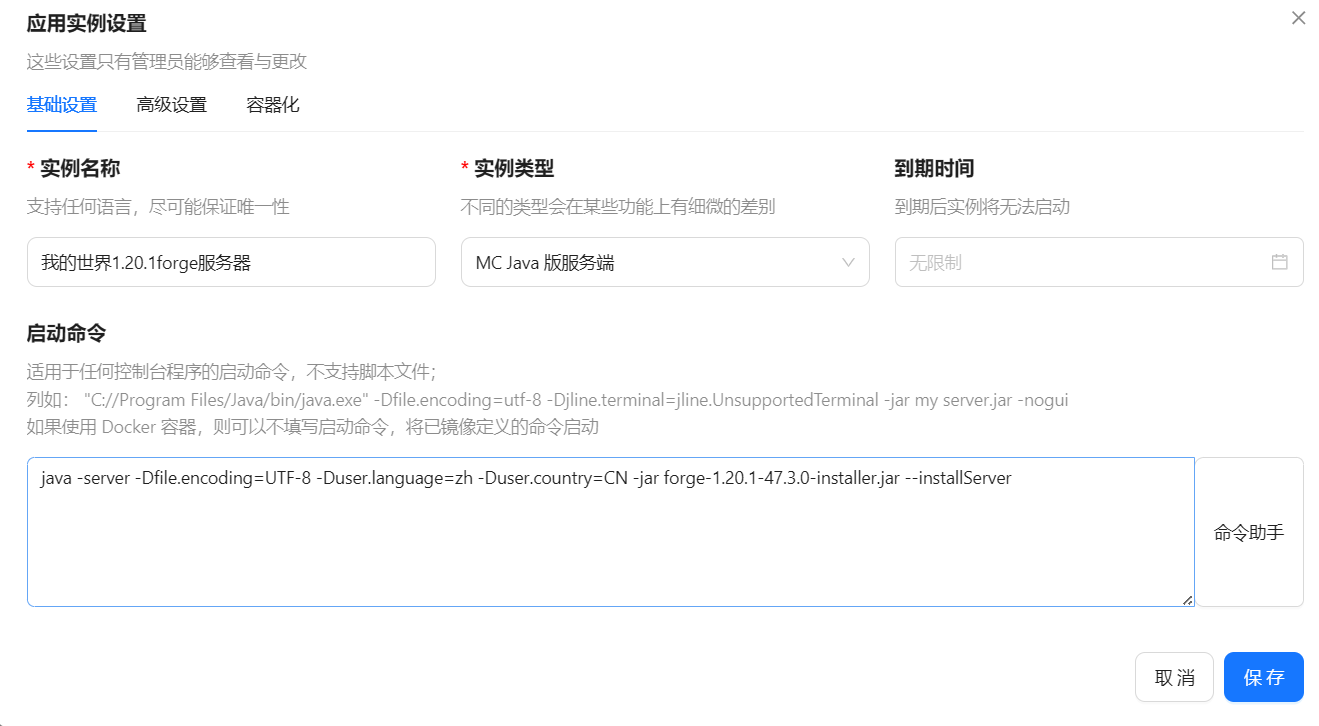 应用实例设置
这些设置只有管理员能够查看与更改
基础设置 高级设置 容器化
* 实例名称 * 实例类型 到期时间
支持任何语言，尽可能保证唯一性 不同的类型会在某些功能上有细微的差别 到期后实例将无法启动
我的世界1.20.1forge服务器 MC Java 版服务端 无限制
启动命令
适用于任何控制台程序的启动命令，不支持脚本文件；
列如： "C://Program Files/Java/bin/java.exe" -Dfile.encoding=utf-8 -Djline.terminal=jline.UnsupportedTerminal -jar my server.jar -nogui
如果使用 Docker 容器，则可以不填写启动命令，将已镜像定义的命令启动
java -server -Dfile.encoding=UTF-8 -Duser.language=zh -Duser.country=CN -jar forge-1.20.1-47.3.0-installer.jar --installServer
命令助手
取消 保存